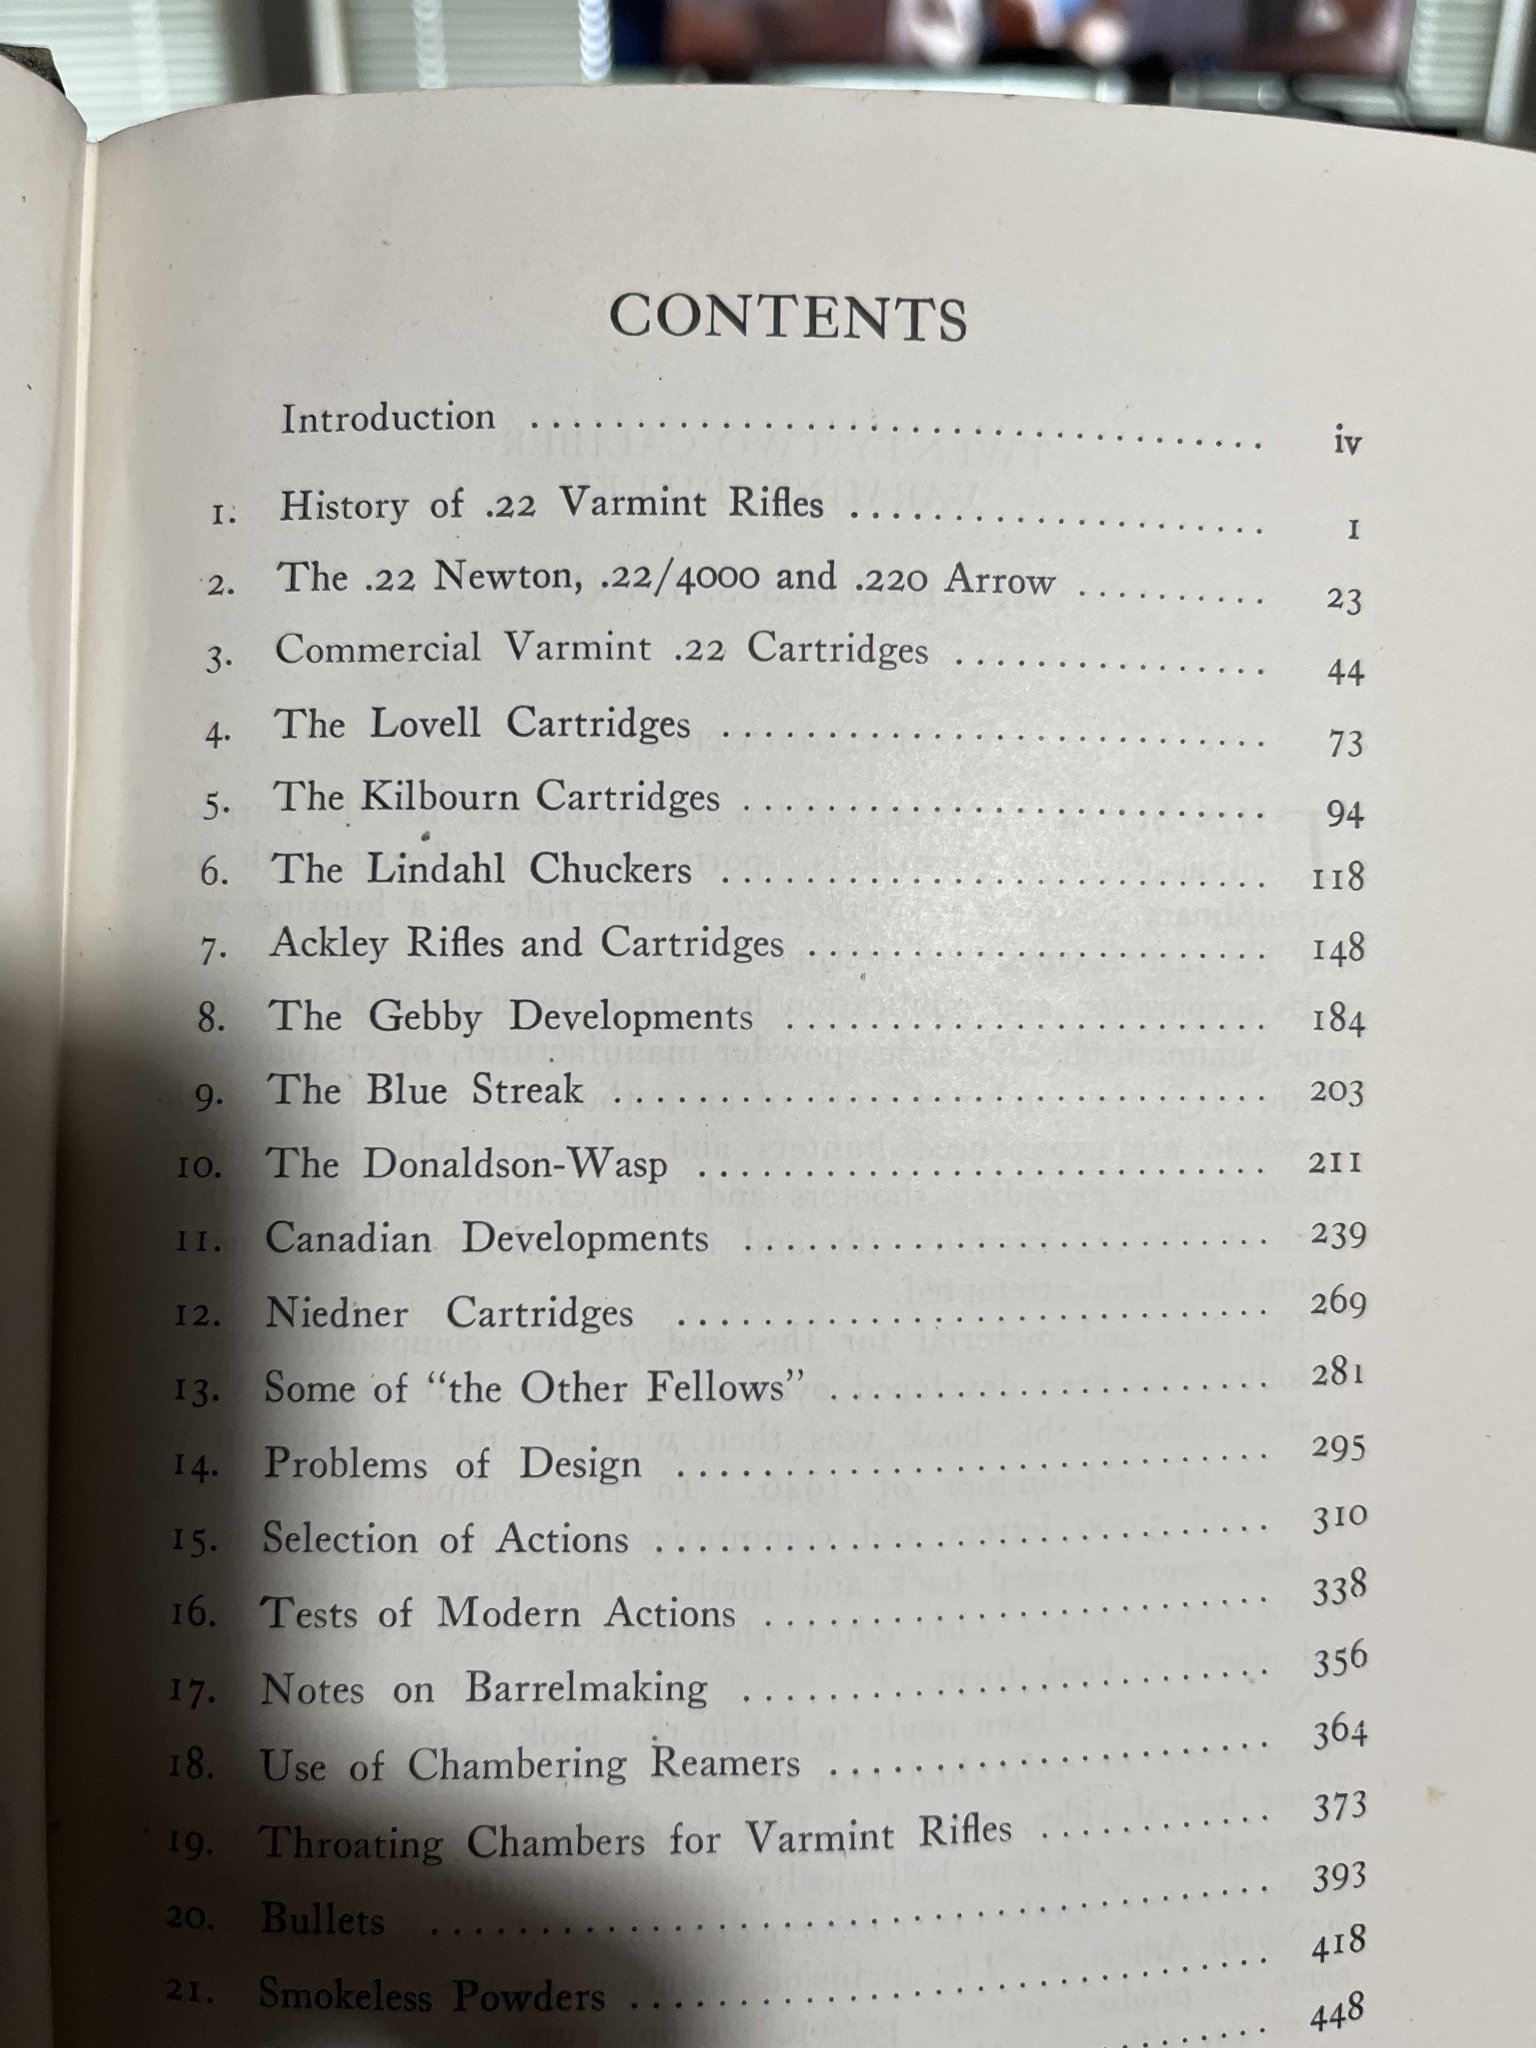 CONTENTS
Introduction .................................... iv
1. History of .22 Varmint Rifles .................... 1
2. The .22 Newton, .22/4000 and .220 Arrow .......... 23
3. Commercial Varmint .22 Cartridges ................ 44
4. The Lovell Cartridges ........................... 73
5. The Kilbourn Cartridges ......................... 94
6. The Lindahl Chuckers ........................... 118
7. Ackley Rifles and Cartridges .................... 148
8. The Gebby Developments ......................... 184
9. The Blue Streak ............................... 203
10. The Donaldson-Wasp ........................... 211
11. Canadian Developments ......................... 239
12. Niedner Cartridges ............................ 269
13. Some of “the Other Fellows” .................... 281
14. Problems of Design ............................ 295
15. Selection of Actions ........................... 310
16. Tests of Modern Actions ........................ 338
17. Notes on Barrelmaking .......................... 356
18. Use of Chambering Reamers ...................... 364
19. Throating Chambers for Varmint Rifles ............ 373
20. Bullets ...................................... 393
21. Smokeless Powders ............................. 418
........ 448